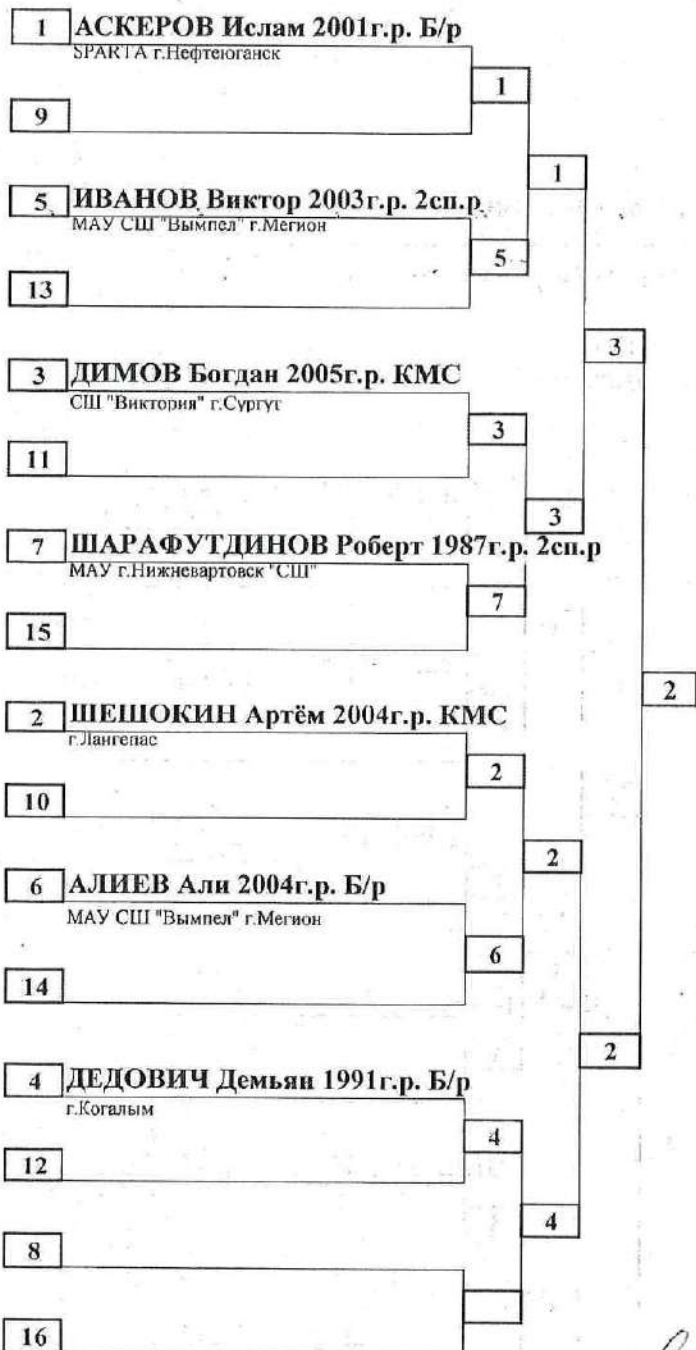 1 АСКЕРОВ Ислам 2001г.р. Б/р
SPARTA г.Нефтеюганск
1
9
1
5 ИВАНОВ Виктор 2003г.р. 2сп.р
МАУ СШ "Вымпел" г.Мегион
5
13
3
3 ДИМОВ Богдан 2005г.р. КМС
СШ "Виктория" г.Сургут
3
11
3
7 ШАРАФУТДИНОВ Роберт 1987г.р. 2сп.р
МАУ г.Нижневартовск "СШ"
7
15
2
2 ШЕШОКИН Артём 2004г.р. КМС
г.Лангепас
2
10
2
6 АЛИЕВ Али 2004г.р. Б/р
МАУ СШ "Вымпел" г.Мегион
6
14
2
4 ДЕДОВИЧ Демьян 1991г.р. Б/р
г.Когалым
4
12
4
8
16